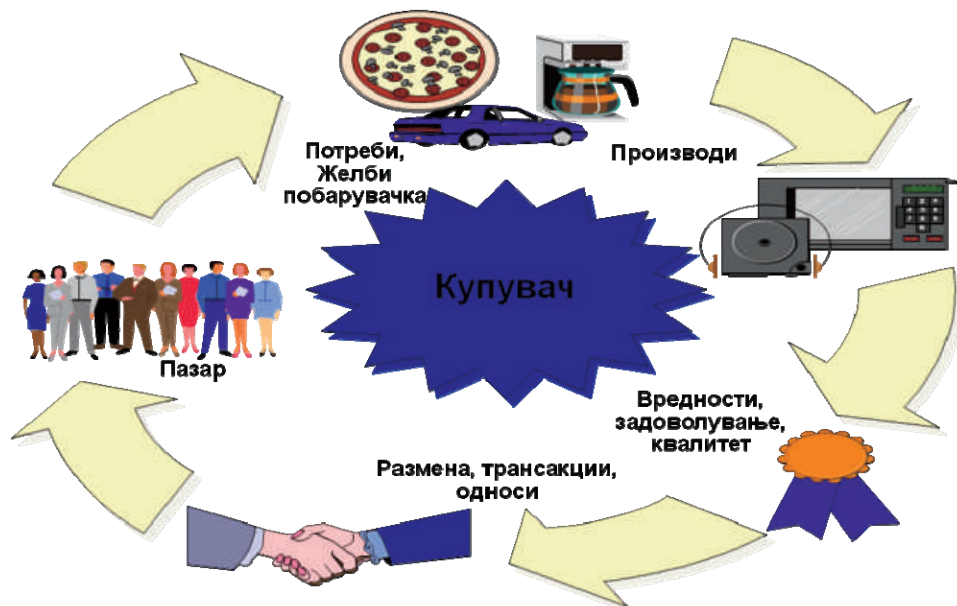 Потреби,
Желби
побарувачка
Производи
Купувач
Пазар
Вредности,
задоволување,
квалитет
Размена, трансакции,
односи